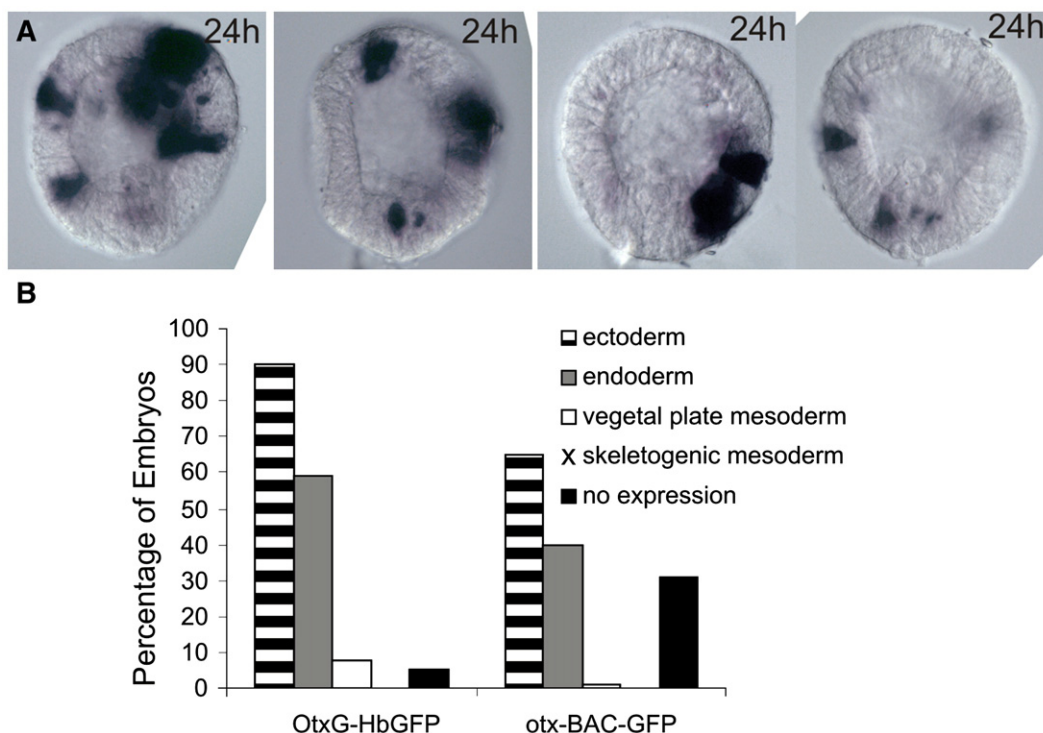 A
24h
24h
24h
24h
B
100
90
80
70
60
50
40
30
20
10
0
Percentage of Embryos
ectoderm
endoderm
vegetal plate mesoderm
x skeletogenic mesoderm
no expression
OtxG-HbGFP
otx-BAC-GFP